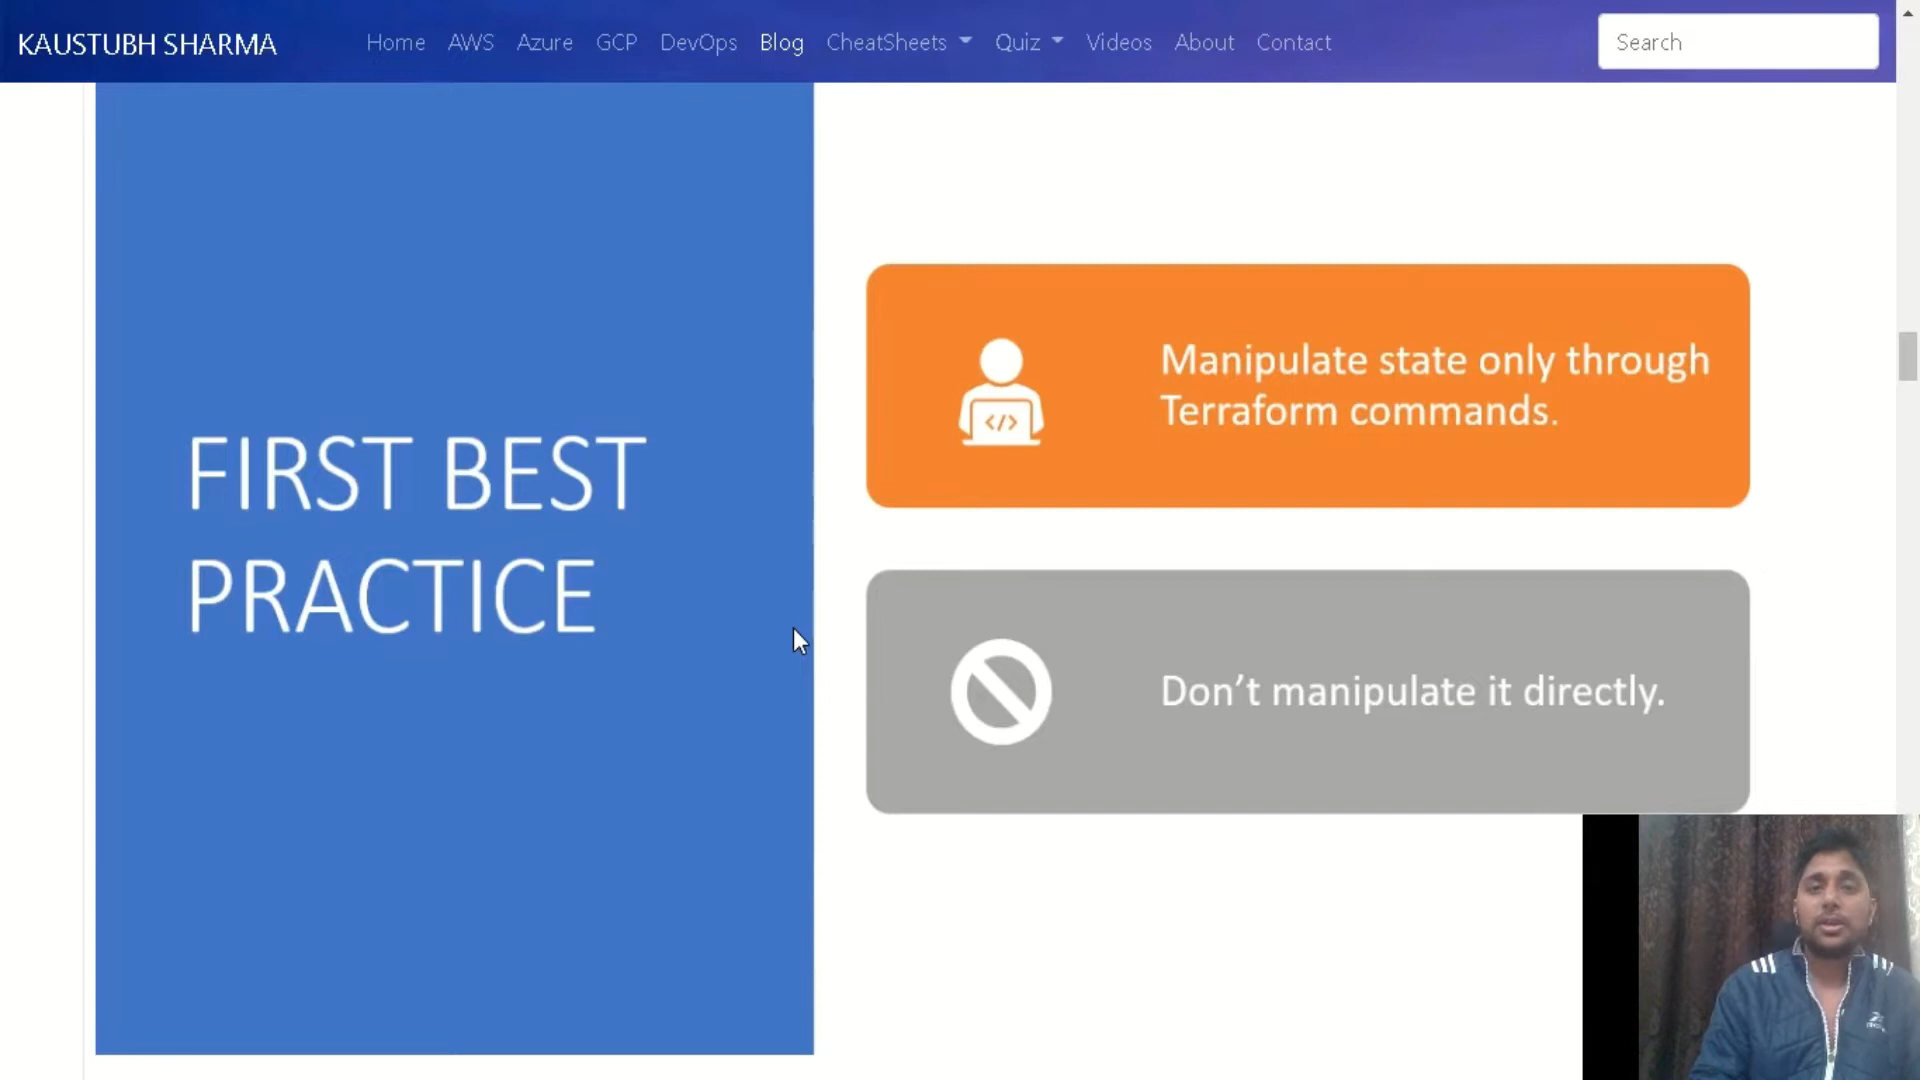 KAUSTUBH SHARMA
Home AWS Azure GCP DevOps Blog CheatSheets Quiz Videos About Contact
Search
FIRST BEST
PRACTICE
Manipulate state only through
Terraform commands.
</>
Don’t manipulate it directly.